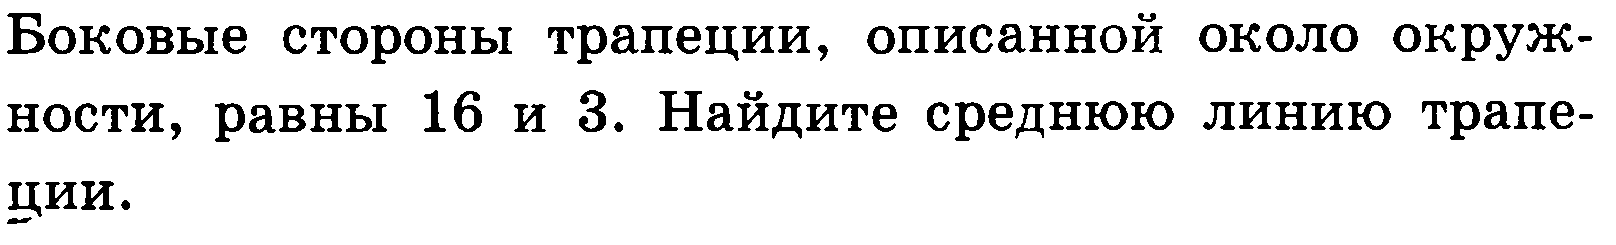 Боковые стороны трапеции, описанной около окруж-
ности, равны 16 и 3. Найдите среднюю линию трапе-
ции.